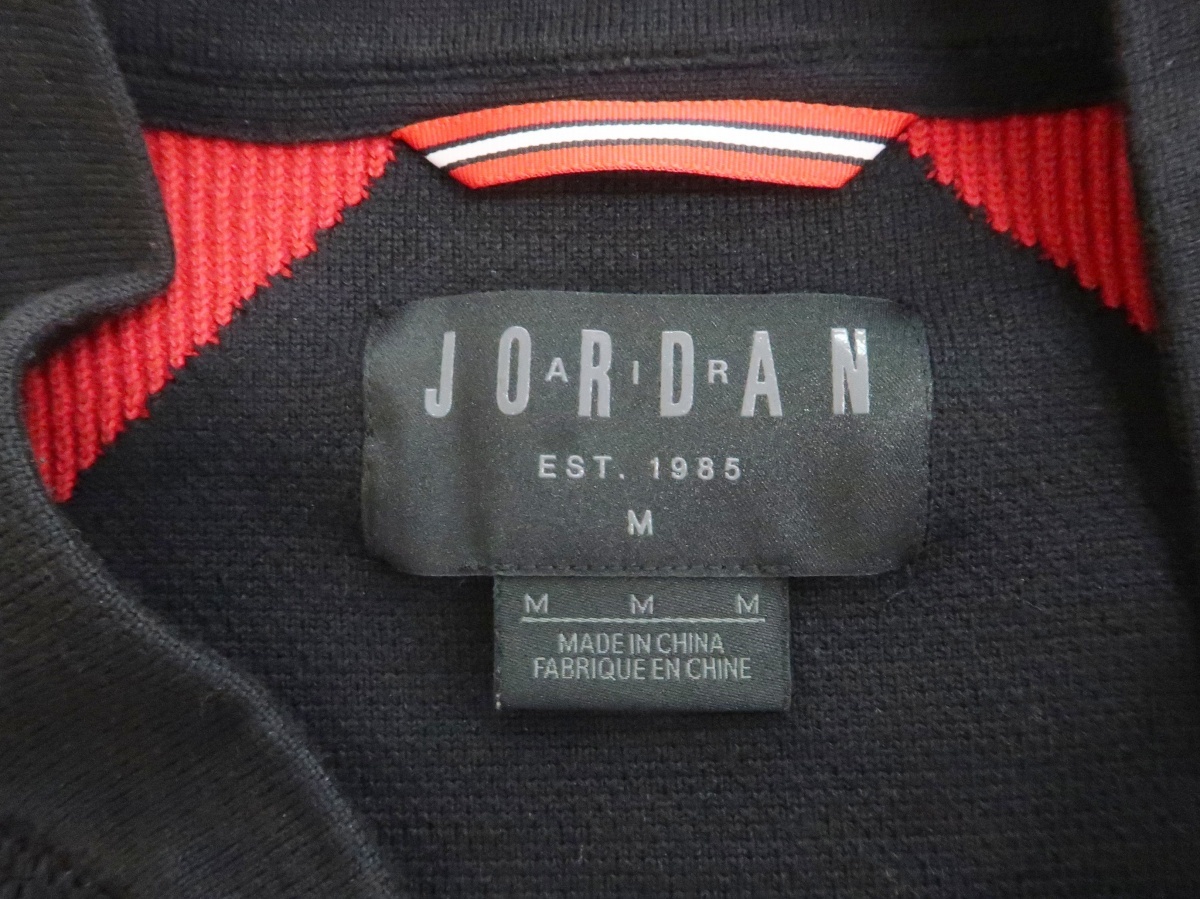 JORDAN
AIR
EST. 1985
M
M M M
MADE IN CHINA
FABRIQUE EN CHINE